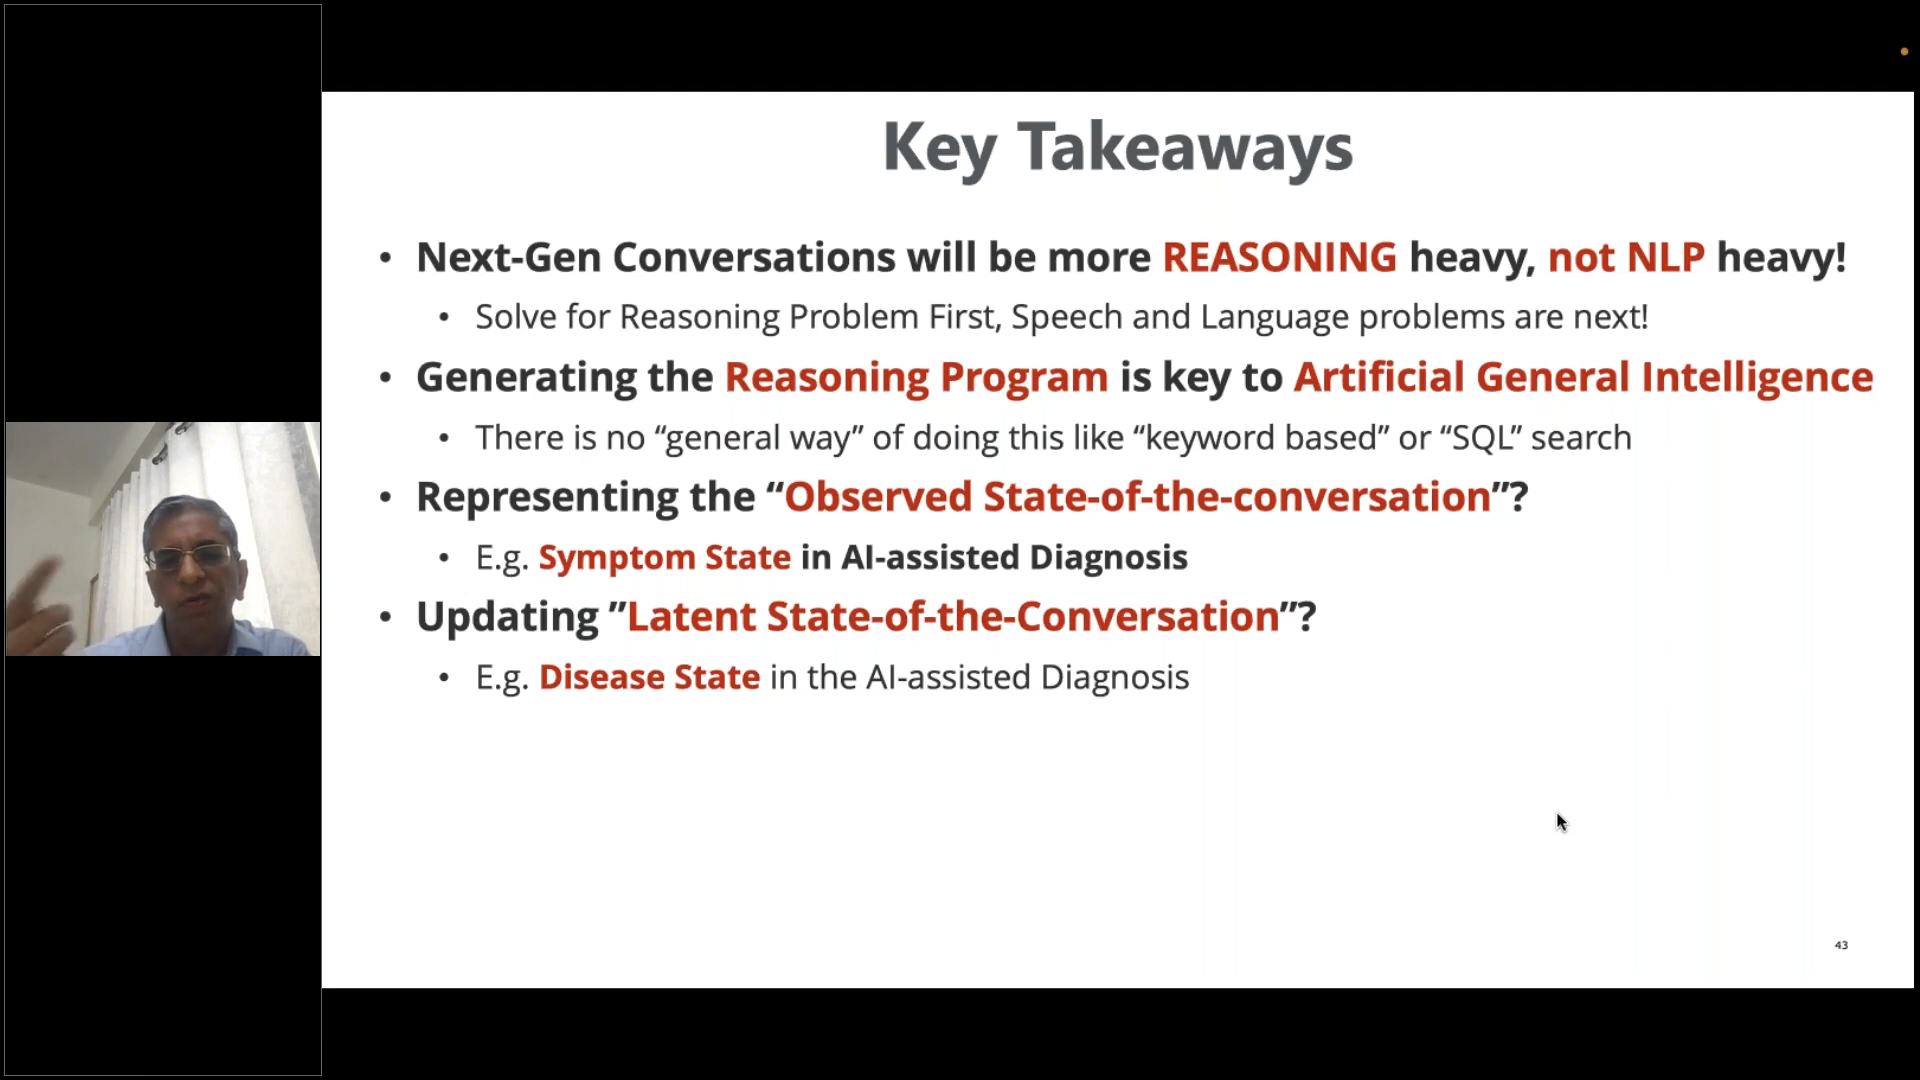 Key Takeaways
• Next-Gen Conversations will be more REASONING heavy, not NLP heavy!
• Solve for Reasoning Problem First, Speech and Language problems are next!
• Generating the Reasoning Program is key to Artificial General Intelligence
• There is no “general way” of doing this like “keyword based” or “SQL” search
• Representing the “Observed State-of-the-conversation”?
• E.g. Symptom State in AI-assisted Diagnosis
• Updating ”Latent State-of-the-Conversation”?
• E.g. Disease State in the AI-assisted Diagnosis
43